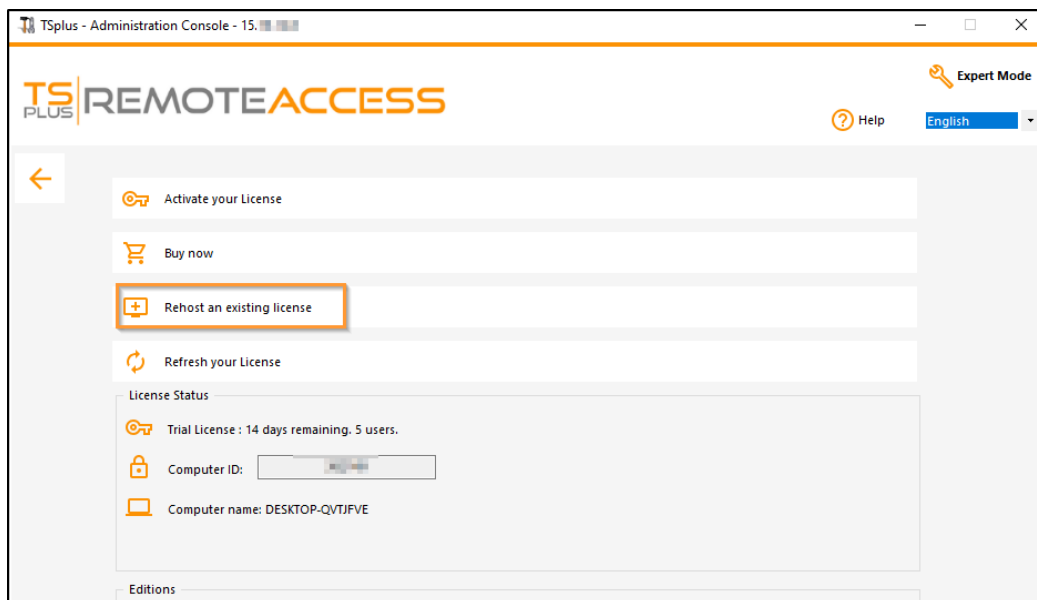 TSplus - Administration Console - 15.
Expert Mode
TS PLUS REMOTEACCESS
Help
English
Activate your License
Buy now
Rehost an existing license
Refresh your License
License Status
Trial License : 14 days remaining. 5 users.
Computer ID:
Computer name: DESKTOP-QVTJFVE
Editions